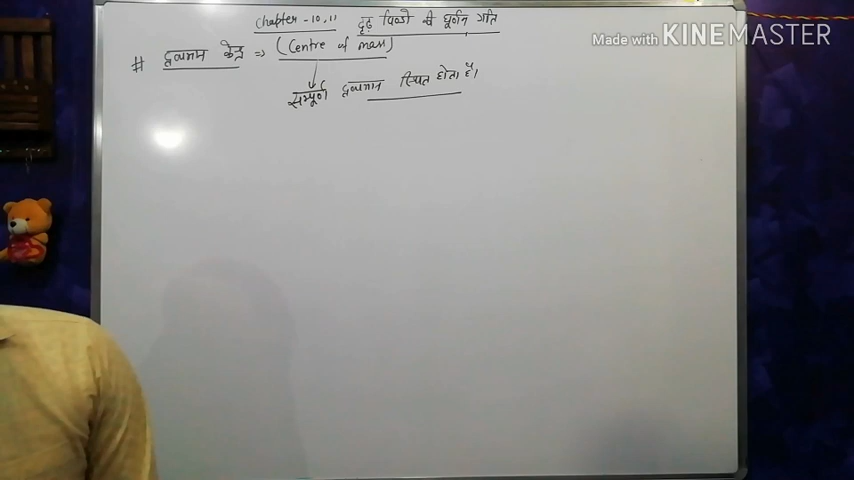 Chapter - 10, 11 दृढ़ पिंडो की घूर्णन गति
Made with KINEMASTER
# द्रव्यमान केन्द्र => (Centre of mass)
सम्पूर्ण द्रव्यमान स्थित होता है।